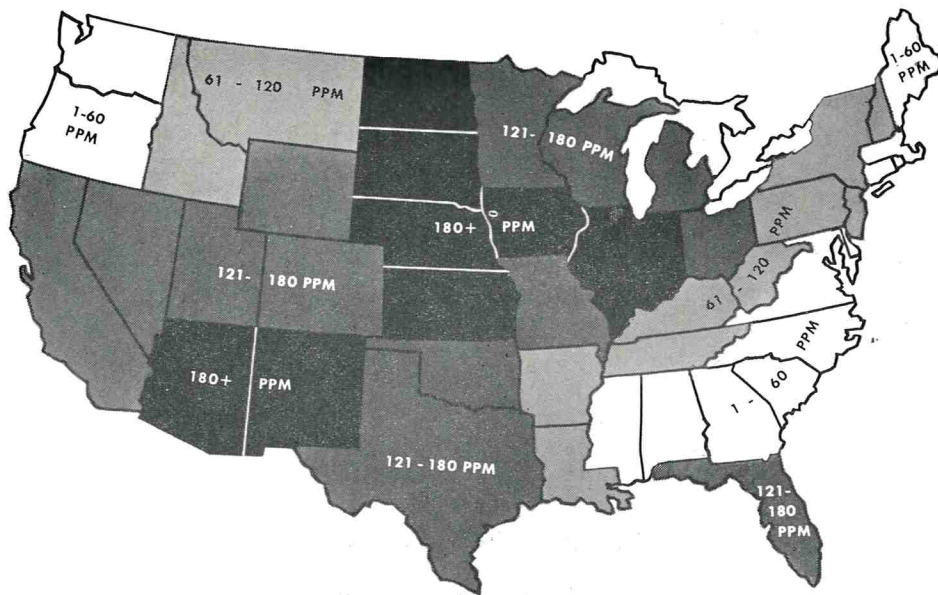 1-60
PPM
61 - 120 PPM
121- 180 PPM
1-60
PPM
180+ PPM
121- 180 PPM
PPM
61 - 120
180+ PPM
PPM
1 - 60
121 - 180 PPM
121-
180
PPM